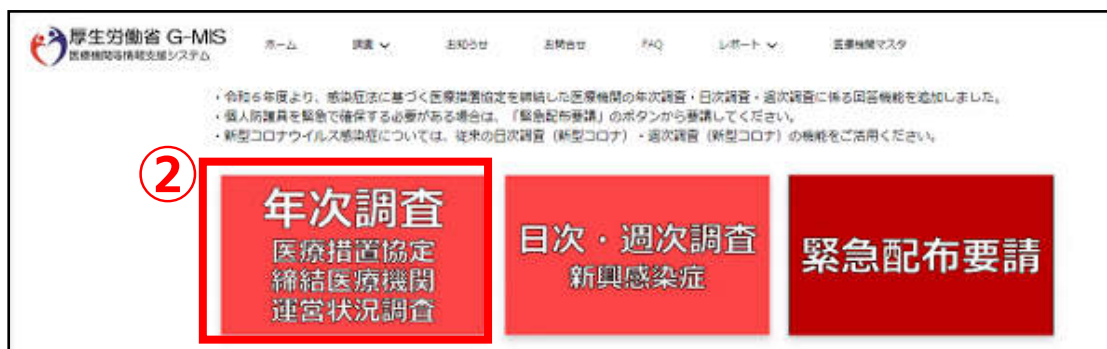 厚生労働省 G-MIS
医療機関等情報支援システム
ホーム
調査
お知らせ
お問合せ
FAQ
レポート
医療機関マスタ
・令和6年度より、感染症法に基づく医療措置協定を締結した医療機関の年次調査・日次調査・週次調査に係る回答機能を追加しました。
・個人防護具を緊急で確保する必要がある場合は、「緊急配布要請」のボタンから要請してください。
・新型コロナウイルス感染症については、従来の日次調査（新型コロナ）・週次調査（新型コロナ）の機能をご活用ください。
②
年次調査
医療措置協定
締結医療機関
運営状況調査
日次・週次調査
新興感染症
緊急配布要請